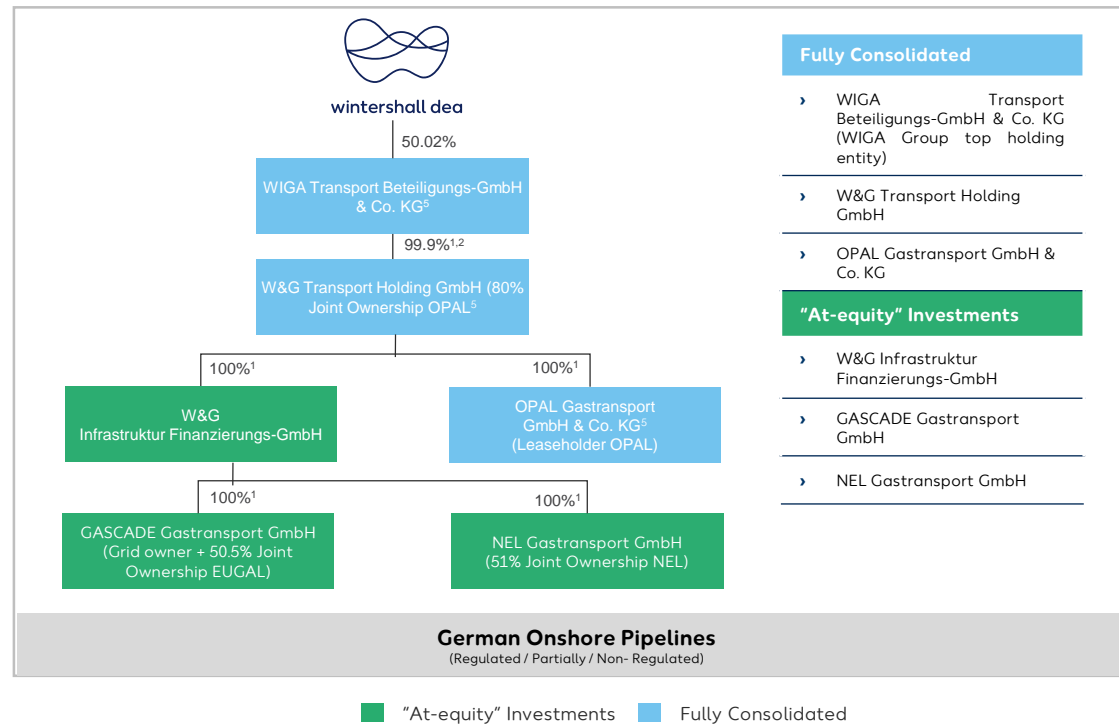 wintershall dea
50.02%
WIGA Transport Beteiligungs-GmbH
& Co. KG⁵
99.9%¹,²
W&G Transport Holding GmbH (80%
Joint Ownership OPAL⁵
100%¹
100%¹
W&G
Infrastruktur Finanzierungs-GmbH
OPAL Gastransport
GmbH & Co. KG⁵
(Leaseholder OPAL)
100%¹
100%¹
GASCADE Gastransport GmbH
(Grid owner + 50.5% Joint
Ownership EUGAL)
NEL Gastransport GmbH
(51% Joint Ownership NEL)
Fully Consolidated
› WIGA Transport
Beteiligungs-GmbH & Co. KG
(WIGA Group top holding
entity)
› W&G Transport Holding
GmbH
› OPAL Gastransport GmbH &
Co. KG
"At-equity" Investments
› W&G Infrastruktur
Finanzierungs-GmbH
› GASCADE Gastransport
GmbH
› NEL Gastransport GmbH
German Onshore Pipelines
(Regulated / Partially / Non- Regulated)
"At-equity" Investments
Fully Consolidated